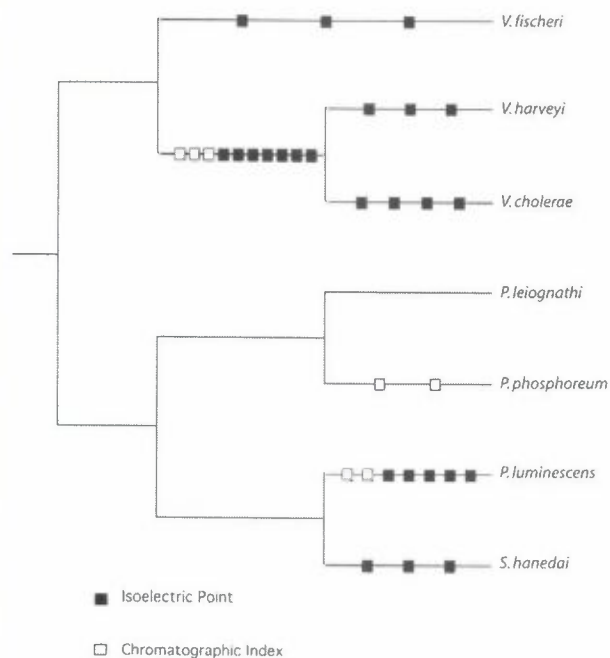 V. fischeri
V. harveyi
V. cholerae
P. leiognathi
P. phosphoreum
P. luminescens
S. hanedai
Isoelectric Point
Chromatographic Index